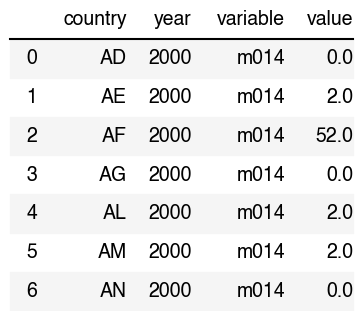 country year variable value
0 AD 2000 m014 0.0
1 AE 2000 m014 2.0
2 AF 2000 m014 52.0
3 AG 2000 m014 0.0
4 AL 2000 m014 2.0
5 AM 2000 m014 2.0
6 AN 2000 m014 0.0